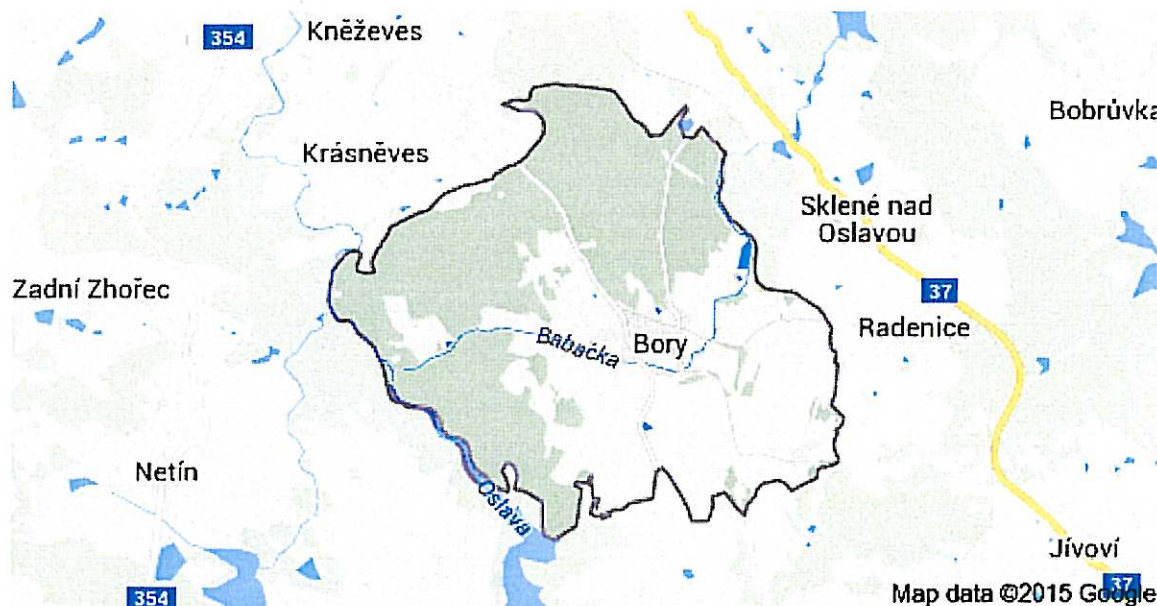 354
Kněževes
Bobrůvka
Krásněves
Sklené nad
Oslavou
Zadní Zhořec
37
Radenice
Babačka
Bory
Netín
Oslava
Jívoví
354
37
Map data ©2015 Google